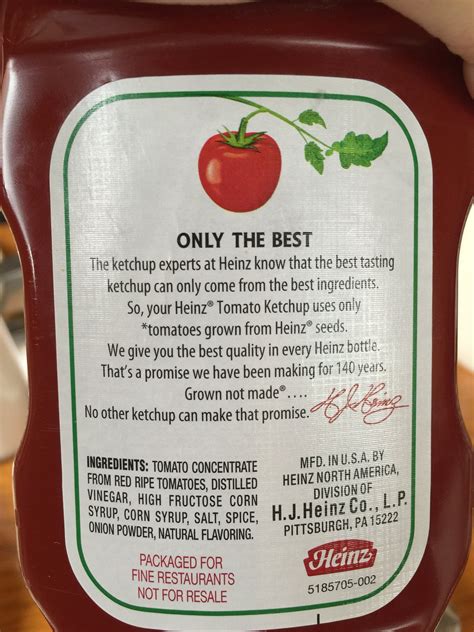 ONLY THE BEST
The ketchup experts at Heinz know that the best tasting
ketchup can only come from the best ingredients.
So, your Heinz® Tomato Ketchup uses only
*tomatoes grown from Heinz® seeds.
We give you the best quality in every Heinz bottle.
That's a promise we have been making for 140 years.
Grown not made®....
No other ketchup can make that promise. H J Heinz
INGREDIENTS: TOMATO CONCENTRATE
FROM RED RIPE TOMATOES, DISTILLED
VINEGAR, HIGH FRUCTOSE CORN
SYRUP, CORN SYRUP, SALT, SPICE,
ONION POWDER, NATURAL FLAVORING.
PACKAGED FOR
FINE RESTAURANTS
NOT FOR RESALE
MFD. IN U.S.A. BY
HEINZ NORTH AMERICA,
DIVISION OF
H.J. Heinz Co., L.P.
PITTSBURGH, PA 15222
Heinz
5185705-002